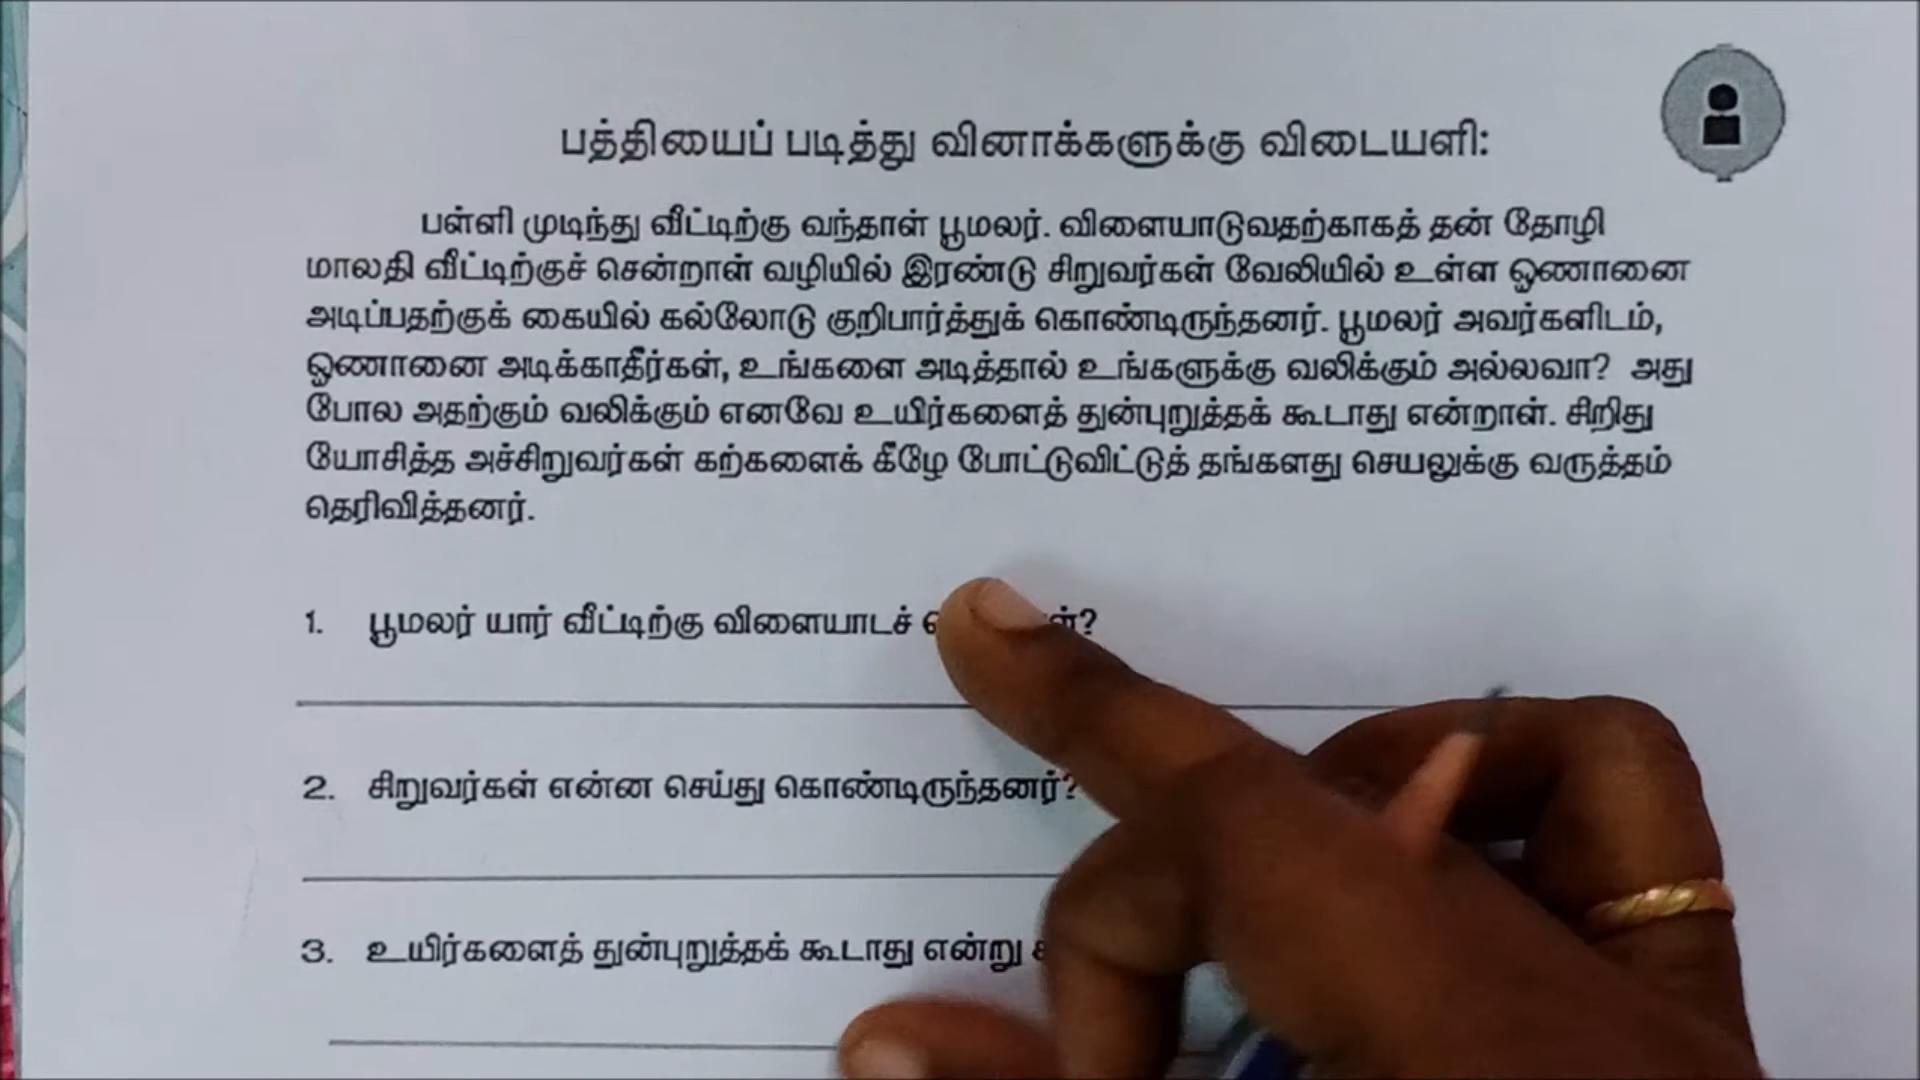 பத்தியைப் படித்து வினாக்களுக்கு விடையளி:
பள்ளி முடிந்து வீட்டிற்கு வந்தாள் பூமலர். விளையாடுவதற்காகத் தன் தோழி
மாலதி வீட்டிற்குச் சென்றாள் வழியில் இரண்டு சிறுவர்கள் வேலியில் உள்ள ஓணானை
அடிப்பதற்குக் கையில் கல்லோடு குறிபார்த்துக் கொண்டிருந்தனர். பூமலர் அவர்களிடம்,
ஓணானை அடிக்காதீர்கள், உங்களை அடித்தால் உங்களுக்கு வலிக்கும் அல்லவா? அது
போல அதற்கும் வலிக்கும் எனவே உயிர்களைத் துன்புறுத்தக் கூடாது என்றாள். சிறிது
யோசித்த அச்சிறுவர்கள் கற்களைக் கீழே போட்டுவிட்டுத் தங்களது செயலுக்கு வருத்தம்
தெரிவித்தனர்.
1. பூமலர் யார் வீட்டிற்கு விளையாடச்
2. சிறுவர்கள் என்ன செய்து கொண்டிருந்தனர்?
3. உயிர்களைத் துன்புறுத்தக் கூடாது என்று